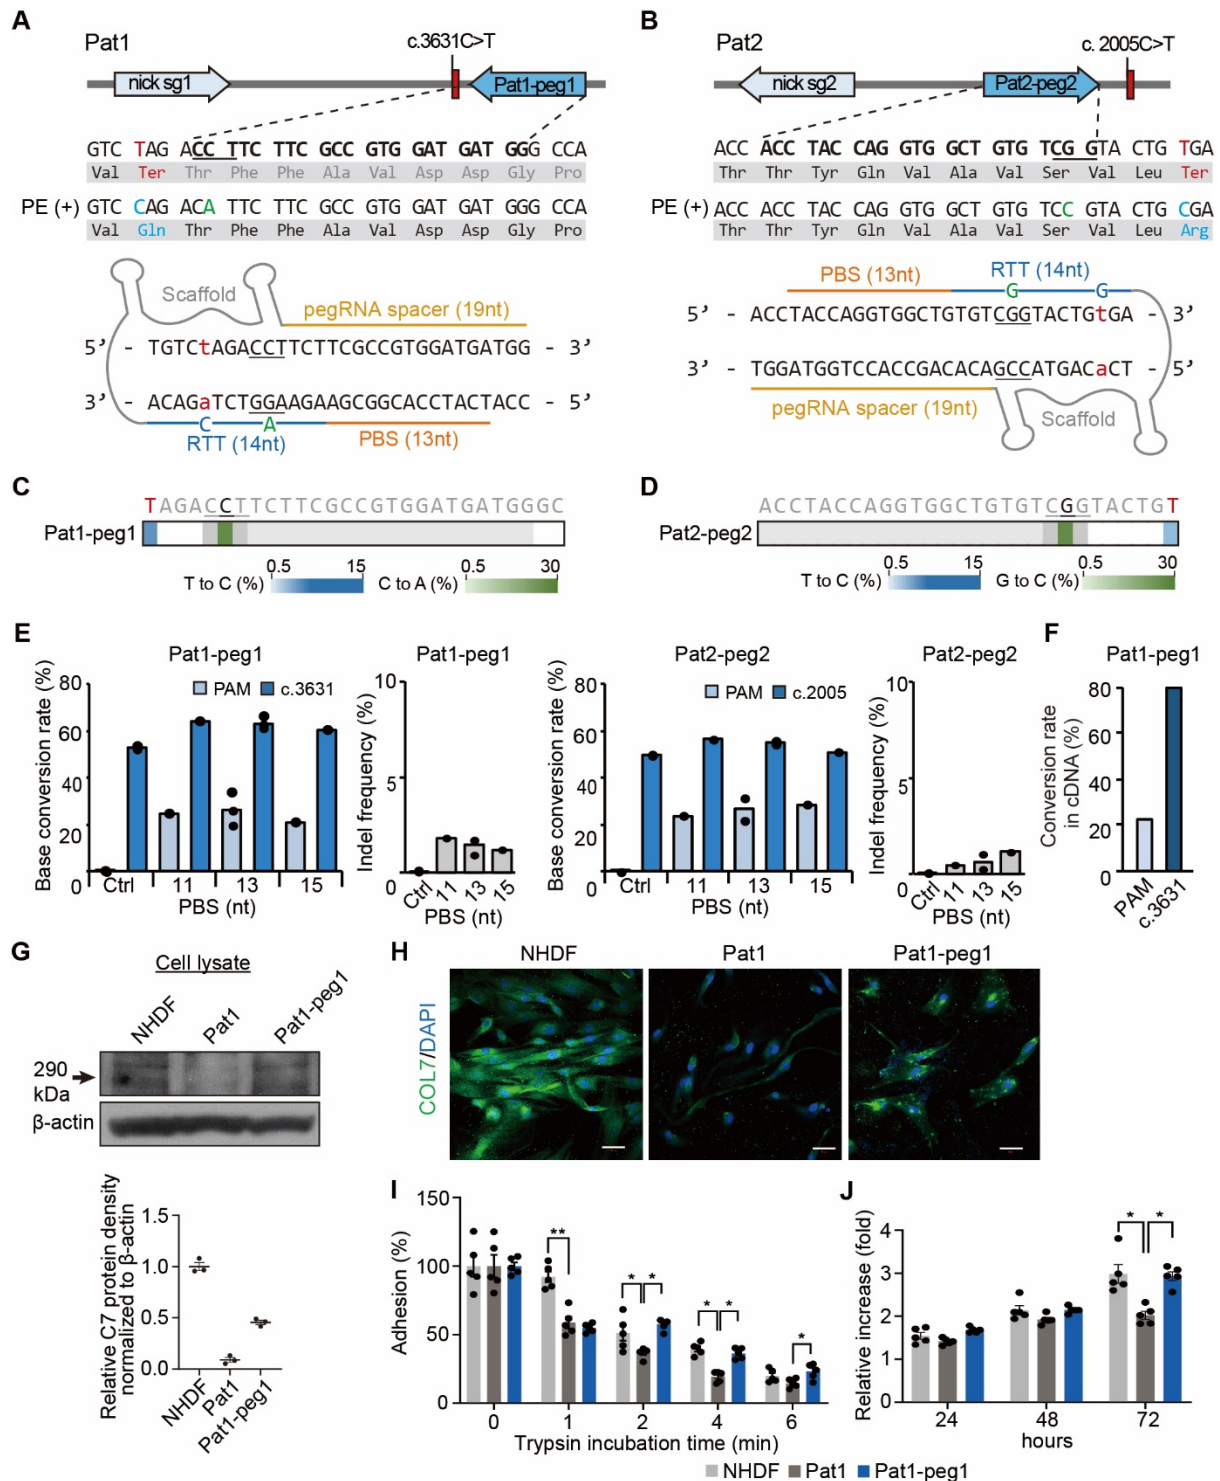 A
Pat1
c.3631C>T
nick sg1
Pat1-peg1
GTC TAG ACCT TC TTC GCC GTG GAT GAT GGG CCA
Val Ter Thr Phe Phe Ala Val Asp Asp Gly Pro
PE (+) GTC CAG ACA TTC TTC GCC GTG GAT GAT GGG CCA
Val Gln Thr Phe Phe Ala Val Asp Asp Gly Pro
Scaffold
pegRNA spacer (19nt)
5’ - TGTCtAGACCTTCTTCGCCGTGGATGATGG - 3’
3’ - ACAGaTCTGGAAGAAGCGGCACCTACTACC - 5’
C A
RTT (14nt) PBS (13nt)
B
Pat2
c. 2005C>T
nick sg2
Pat2-peg2
ACC ACC TAC CAG GTG GCT GTG TCG GTA CTG TGA
Thr Thr Tyr Gln Val Ala Val Ser Val Leu Ter
PE (+) ACC ACC TAC CAG GTG GCT GTG TCC GTA CTG CGA
Thr Thr Tyr Gln Val Ala Val Ser Val Leu Arg
PBS (13nt) RTT (14nt)
G G
5’ - ACCTACCAGGTGGCTGTGTCGGTACTGtGA - 3’
3’ - TGGATGGTCCACCGACACAGCCATGACaCT - 5’
pegRNA spacer (19nt)
Scaffold
C
TAGACCTTCTTCGCCGTGGATGATGGGC
Pat1-peg1
0.5 15 0.5 30
T to C (%) C to A (%)
D
ACCTACCAGGTGGCTGTGTCGGTACTGT
Pat2-peg2
0.5 15 0.5 30
T to C (%) G to C (%)
E
Pat1-peg1
Base conversion rate (%)
80
60
40
20
0
PAM c.3631
Ctrl 11 13 15
PBS (nt)
Pat1-peg1
Indel frequency (%)
10
5
0
Ctrl 11 13 15
PBS (nt)
Pat2-peg2
Base conversion rate (%)
80
60
40
20
0
PAM c.2005
Ctrl 11 13 15
PBS (nt)
Pat2-peg2
Indel frequency (%)
10
5
0
Ctrl 11 13 15
PBS (nt)
F
Pat1-peg1
Conversion rate
in cDNA (%)
80
60
40
20
0
PAM c.3631
G
Cell lysate
NHDF Pat1 Pat1-peg1
290
kDa
β-actin
Relative C7 protein density
normalized to β-actin
1.5
1.0
0.5
0.0
NHDF Pat1 Pat1-peg1
H
NHDF Pat1 Pat1-peg1
COL7/DAPI
I
Adhesion (%)
150
100
50
0
** * * * * *
0 1 2 4 6
Trypsin incubation time (min)
J
Relative increase (fold)
4
3
2
1
0
* *
24 48 72
hours
NHDF Pat1 Pat1-peg1